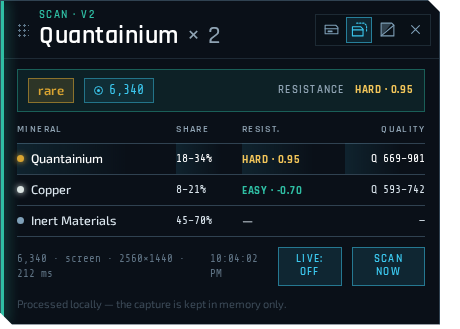 SCAN · V2
Quantainium × 2
rare 6,340 RESISTANCE HARD · 0.95
MINERAL SHARE RESIST. QUALITY
Quantainium 18–34% HARD · 0.95 Q 669–901
Copper 8–21% EASY · -0.70 Q 593–742
Inert Materials 45–70% — –
6,340 · screen · 2560×1440 · 212 ms
10:04:02 PM
LIVE: OFF
SCAN NOW
Processed locally — the capture is kept in memory only.